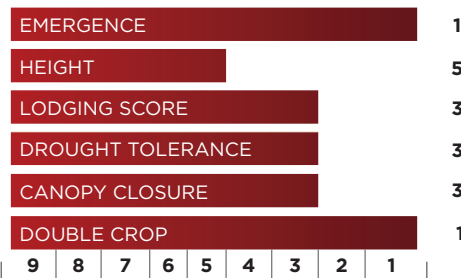 EMERGENCE 1
HEIGHT 5
LODGING SCORE 3
DROUGHT TOLERANCE 3
CANOPY CLOSURE 3
DOUBLE CROP 1
9 8 7 6 5 4 3 2 1